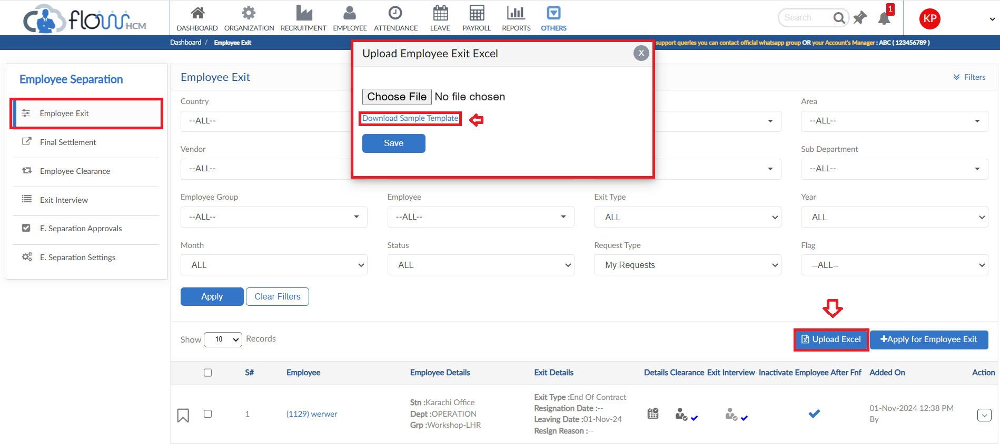 flow HCM
DASHBOARD ORGANIZATION RECRUITMENT EMPLOYEE ATTENDANCE LEAVE PAYROLL REPORTS OTHERS
Search
1
KP
Dashboard / Employee Exit
support queries you can contact official whatsapp group OR your Account's Manager : ABC ( 123456789 )
Upload Employee Exit Excel
X
Choose File No file chosen
Download Sample Template
Save
Employee Separation
Employee Exit
Final Settlement
Employee Clearance
Exit Interview
E. Separation Approvals
E. Separation Settings
Employee Exit
Filters
Country
Area
--ALL--
--ALL--
Vendor
Sub Department
--ALL--
--ALL--
Employee Group Employee Exit Type Year
--ALL-- --ALL-- ALL ALL
Month Status Request Type Flag
ALL ALL My Requests --ALL--
Apply Clear Filters
Show 10 Records
Upload Excel
+Apply for Employee Exit
S# Employee Employee Details Exit Details Details Clearance Exit Interview Inactivate Employee After Fnf Added On Action
1 (1129) werwer
Stn :Karachi Office
Dept :OPERATION
Grp :Workshop-LHR
Exit Type :End Of Contract
Resignation Date :--
Leaving Date :01-Nov-24
Resign Reason :--
01-Nov-2024 12:38 PM
By